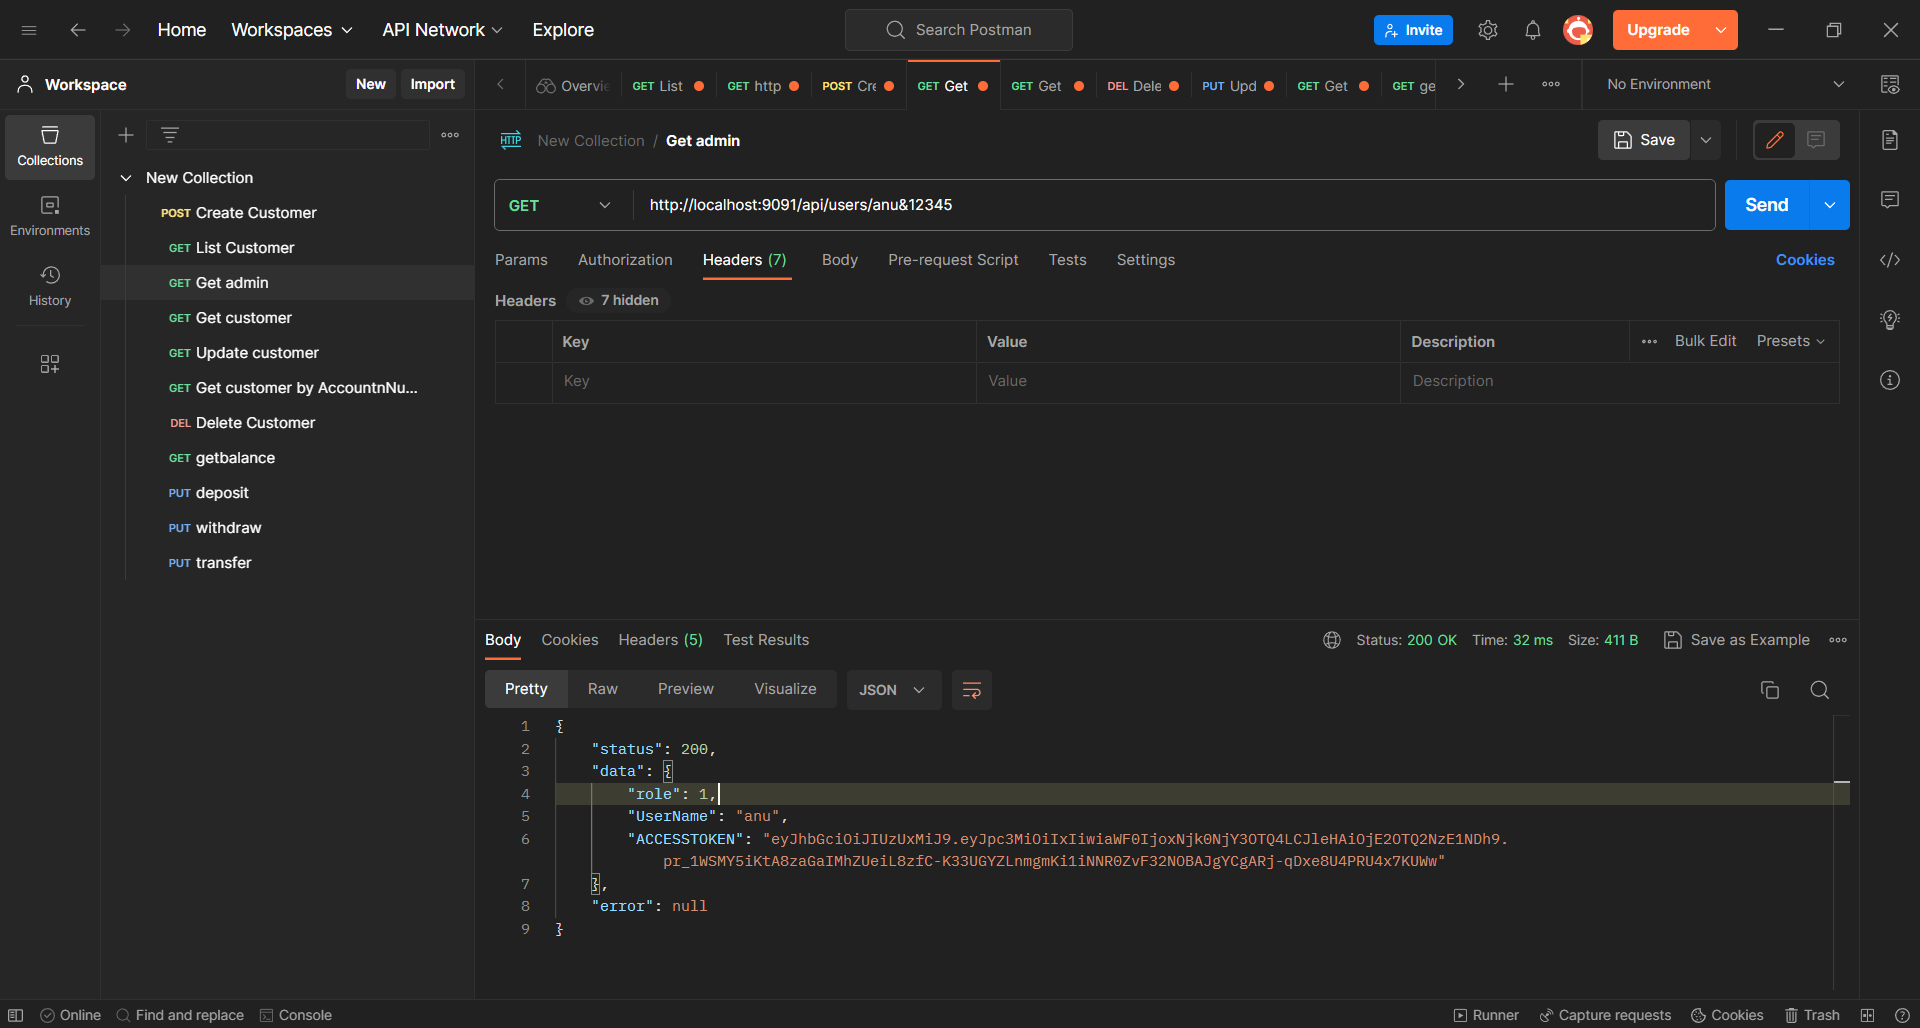 Home Workspaces API Network Explore Search Postman Invite Upgrade
Workspace New Import Overvie GET List GET http POST Cre GET Get GET Get DEL Dele PUT Upd GET Get GET ge No Environment
Collections
Environments
History
New Collection
POST Create Customer
GET List Customer
GET Get admin
GET Get customer
GET Update customer
GET Get customer by AccountnNu...
DEL Delete Customer
GET getbalance
PUT deposit
PUT withdraw
PUT transfer
HTTP New Collection / Get admin Save
GET http://localhost:9091/api/users/anu&12345 Send
Params Authorization Headers (7) Body Pre-request Script Tests Settings Cookies
Headers 7 hidden
Key Value Description Bulk Edit Presets
Key Value Description
Body Cookies Headers (5) Test Results Status: 200 OK Time: 32 ms Size: 411 B Save as Example
Pretty Raw Preview Visualize JSON
1 {
2 "status": 200,
3 "data": {
4 "role": 1,
5 "UserName": "anu",
6 "ACCESSTOKEN": "eyJhbGciOiJIUzUxMiJ9.eyJpc3MiOiIxIiwiaWF0IjoxNjk0NjY3OTQ4LCJleHAiOjE2OTQ2NzE1NDh9.
pr_1WSMY5iKtA8zaGaIMhZUeiL8zfC-K33UGYZLnmgmKi1iNNR0ZvF32NOBAJgYCgARj-qDxe8U4PRU4x7KUWw"
7 },
8 "error": null
9 }
Online Find and replace Console Runner Capture requests Cookies Trash